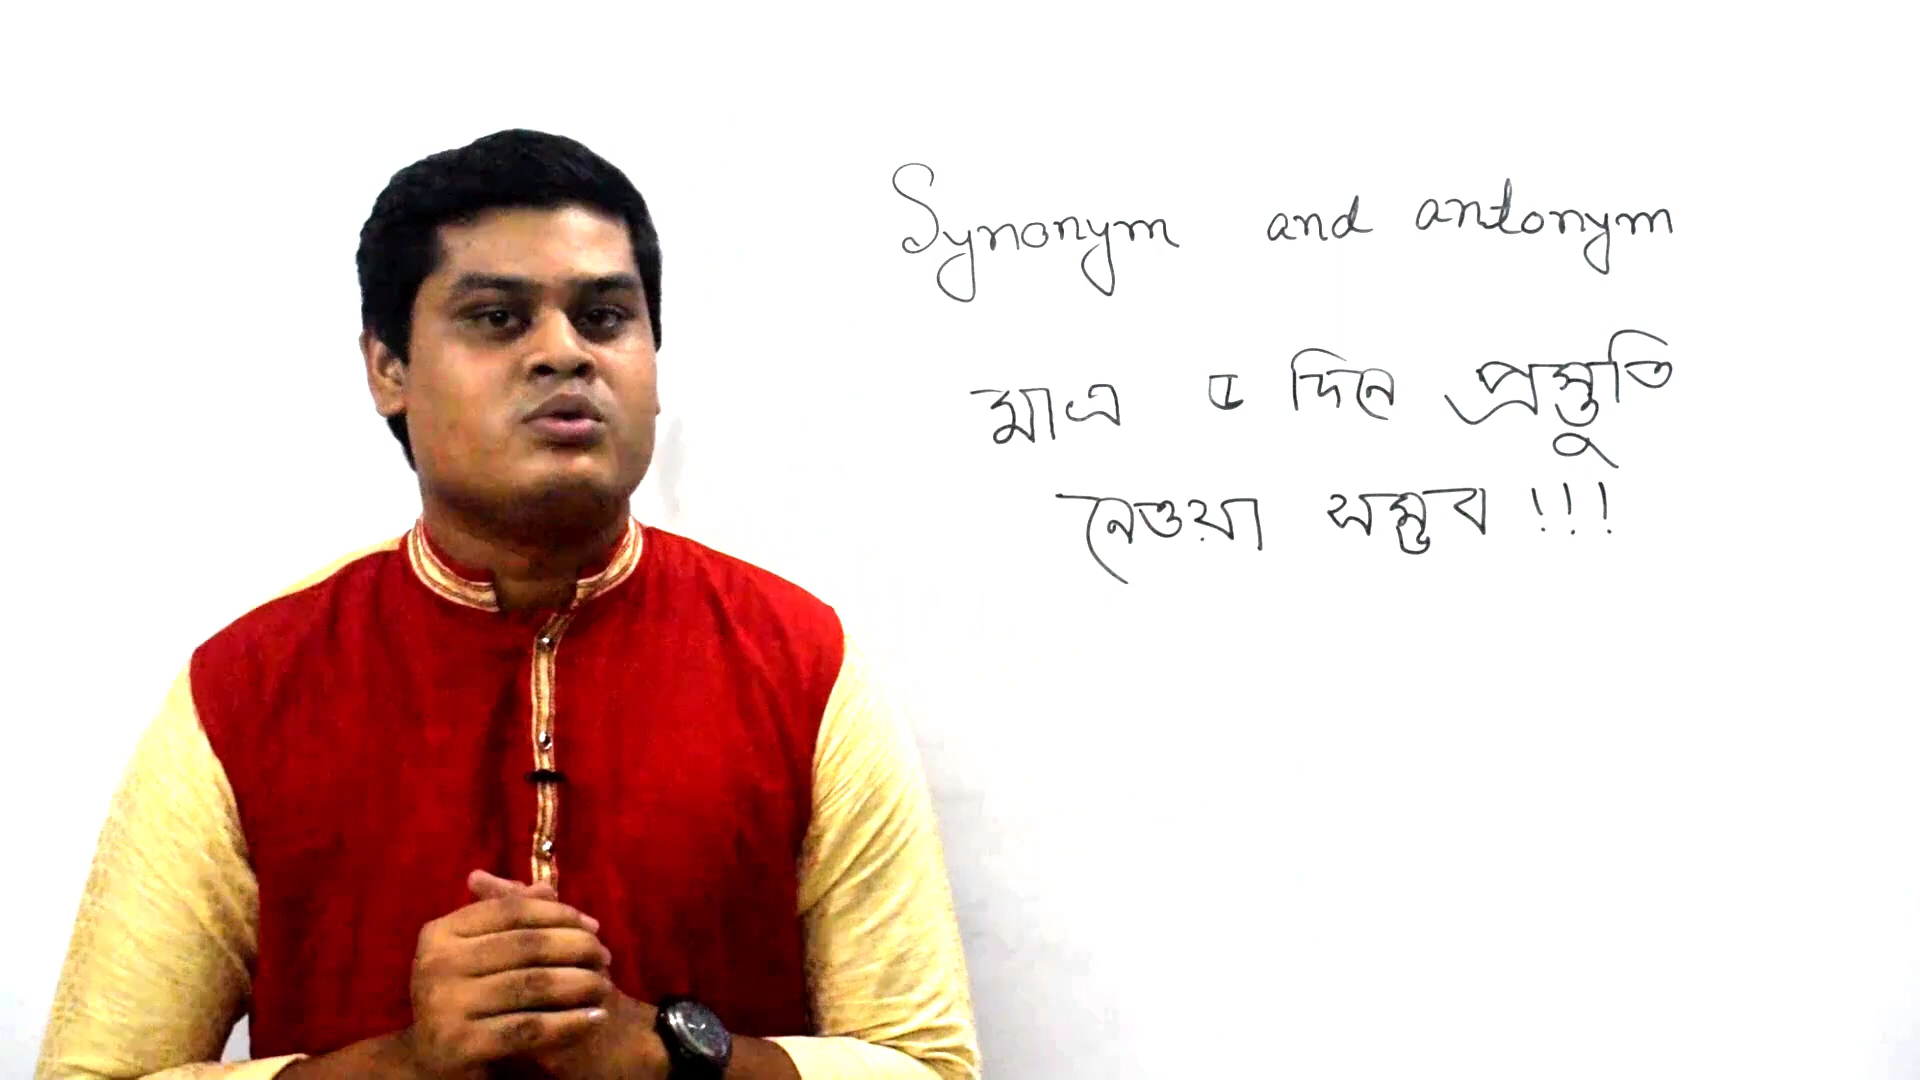 Synonym and antonym
মাত্র ৫ দিনে প্রস্তুতি
নেওয়া সম্ভব !!!